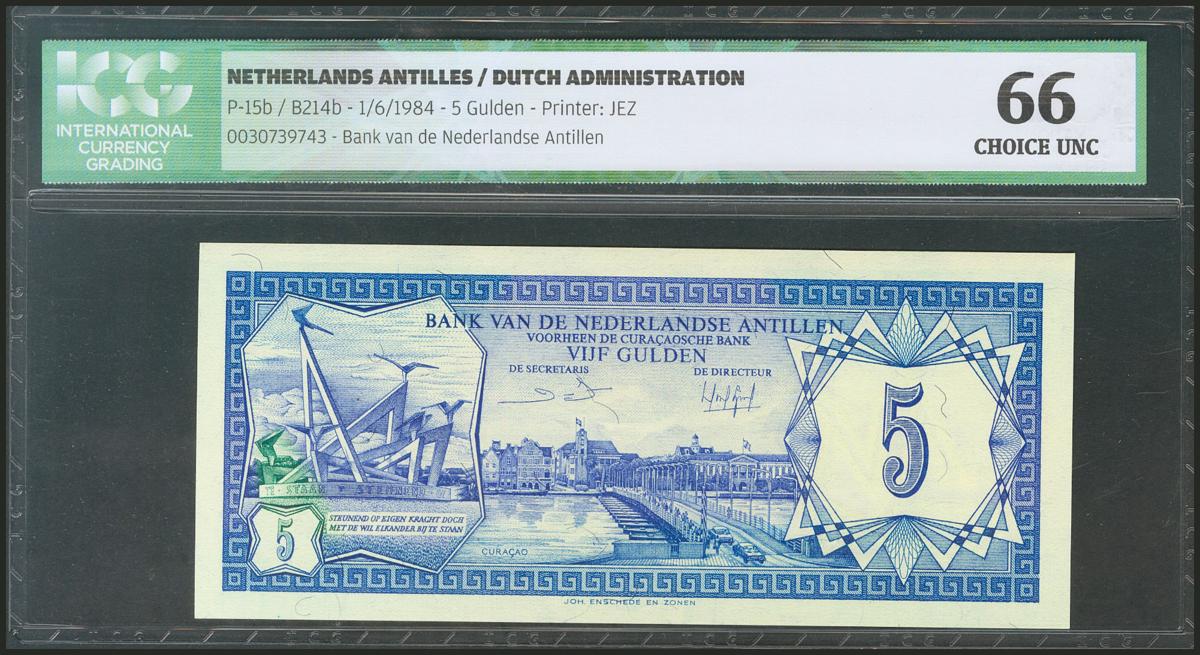 ICG
INTERNATIONAL
CURRENCY
GRADING
NETHERLANDS ANTILLES / DUTCH ADMINISTRATION
P-15b / B214b - 1/6/1984 - 5 Gulden - Printer: JEZ
0030739743 - Bank van de Nederlandse Antillen
66
CHOICE UNC
BANK VAN DE NEDERLANDSE ANTILLEN
VOORHEEN DE CURAÇAOSCHE BANK
VIJF GULDEN
DE SECRETARIS
DE DIRECTEUR
5
STEUNEND OP EIGEN KRACHT DOCH
MET DE WIL ELKANDER BIJ TE STAAN
5
CURAÇAO
JOH. ENSCHEDE EN ZONEN